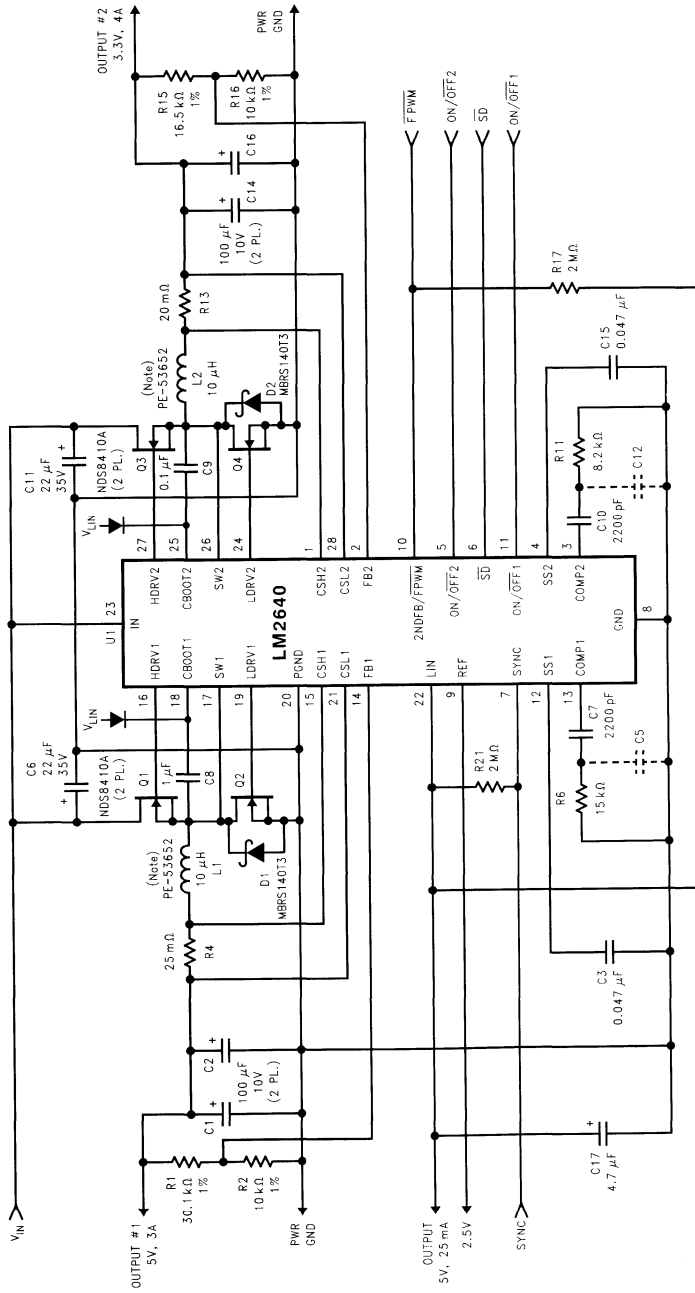 VIN
C6
22 μF
35V
C11
22 μF
35V
VLIN
VLIN
NDS8410A
(2 PL.)
NDS8410A
(2 PL.)
Q1
Q2
Q3
Q4
.1 μF
C8
0.1 μF
C9
D1
MBRS140T3
D2
MBRS140T3
(Note)
PE-53652
10 μH
L1
(Note)
PE-53652
L2
10 μH
25 mΩ
R4
20 mΩ
R13
C1
C2
100 μF
10V
(2 PL.)
100 μF
10V
(2 PL.)
C14
C16
OUTPUT #1
5V, 3A
R1
30.1 kΩ
1%
R2
10 kΩ
1%
PWR
GND
OUTPUT #2
3.3V, 4A
R15
16.5 kΩ
1%
R16
10 kΩ
1%
PWR
GND
U1
LM2640
23
IN
16
HDRV1
18
CBOOT1
17
SW1
19
LDRV1
20
PGND
15
CSH1
21
CSL1
14
FB1
22
LIN
9
REF
7
SYNC
12
SS1
13
COMP1
8
GND
HDRV2
27
CBOOT2
25
SW2
26
LDRV2
24
CSH2
1
CSL2
28
FB2
2
2NDFB/FPWM
10
ON/OFF2
5
SD
6
ON/OFF1
11
SS2
4
COMP2
3
OUTPUT
5V, 25 mA
2.5V
SYNC
R21
2 MΩ
C7
2200 pF
C5
R6
15 kΩ
C3
0.047 μF
C17
4.7 μF
F PWM
ON/OFF2
SD
ON/OFF1
R17
2 MΩ
C15
0.047 μF
R11
8.2 kΩ
C10
2200 pF
C12